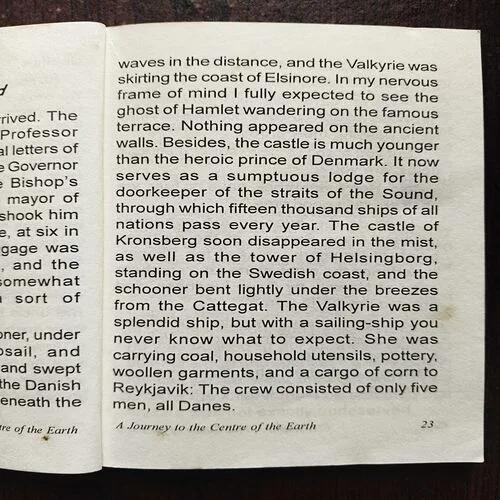 d
rrived. The
Professor
al letters of
e Governor
e Bishop's
mayor of
shook him
e, at six in
gage was
, and the
somewhat
sort of
oner, under
osail, and
and swept
the Danish
eneath the
tre of the Earth
waves in the distance, and the Valkyrie was
skirting the coast of Elsinore. In my nervous
frame of mind I fully expected to see the
ghost of Hamlet wandering on the famous
terrace. Nothing appeared on the ancient
walls. Besides, the castle is much younger
than the heroic prince of Denmark. It now
serves as a sumptuous lodge for the
doorkeeper of the straits of the Sound,
through which fifteen thousand ships of all
nations pass every year. The castle of
Kronsberg soon disappeared in the mist,
as well as the tower of Helsingborg,
standing on the Swedish coast, and the
schooner bent lightly under the breezes
from the Cattegat. The Valkyrie was a
splendid ship, but with a sailing-ship you
never know what to expect. She was
carrying coal, household utensils, pottery,
woollen garments, and a cargo of corn to
Reykjavik: The crew consisted of only five
men, all Danes.
A Journey to the Centre of the Earth 23